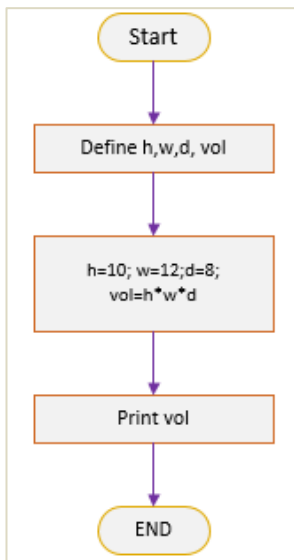 Start
Define h,w,d, vol
h=10; w=12;d=8;
vol=h*w*d
Print vol
END